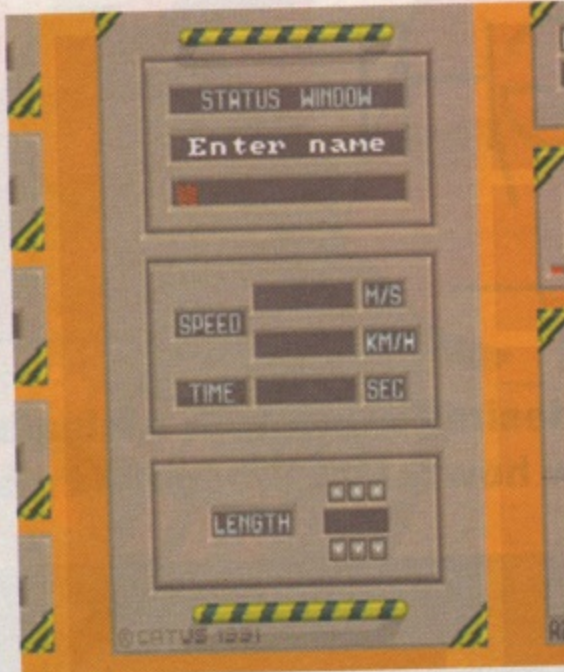 STATUS WINDOW
Enter name
SPEED
M/S
KM/H
TIME
SEC
LENGTH
©CATUS 1991